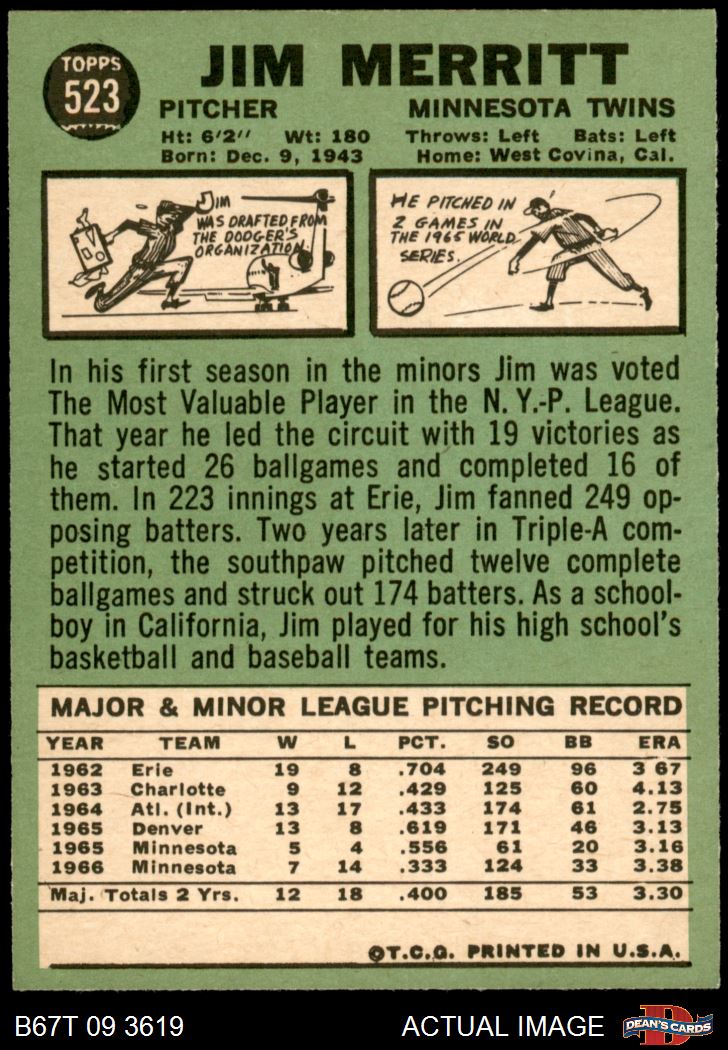 TOPPS
523
JIM MERRITT
PITCHER MINNESOTA TWINS
Ht: 6'2" Wt: 180 Throws: Left Bats: Left
Born: Dec. 9, 1943 Home: West Covina, Cal.
JIM
WAS DRAFTED FROM
THE DODGER'S
ORGANIZATION.
HE PITCHED IN
2 GAMES IN
THE 1965 WORLD
SERIES.
In his first season in the minors Jim was voted
The Most Valuable Player in the N. Y.-P. League.
That year he led the circuit with 19 victories as
he started 26 ballgames and completed 16 of
them. In 223 innings at Erie, Jim fanned 249 op-
posing batters. Two years later in Triple-A com-
petition, the southpaw pitched twelve complete
ballgames and struck out 174 batters. As a school-
boy in California, Jim played for his high school's
basketball and baseball teams.
MAJOR & MINOR LEAGUE PITCHING RECORD
YEAR TEAM W L PCT. SO BB ERA
1962 Erie 19 8 .704 249 96 3 67
1963 Charlotte 9 12 .429 125 60 4.13
1964 Atl. (Int.) 13 17 .433 174 61 2.75
1965 Denver 13 8 .619 171 46 3.13
1965 Minnesota 5 4 .556 61 20 3.16
1966 Minnesota 7 14 .333 124 33 3.38
Maj. Totals 2 Yrs. 12 18 .400 185 53 3.30
©T.C.G. PRINTED IN U.S.A.
B67T 09 3619 ACTUAL IMAGE
D
DEAN'S CARDS